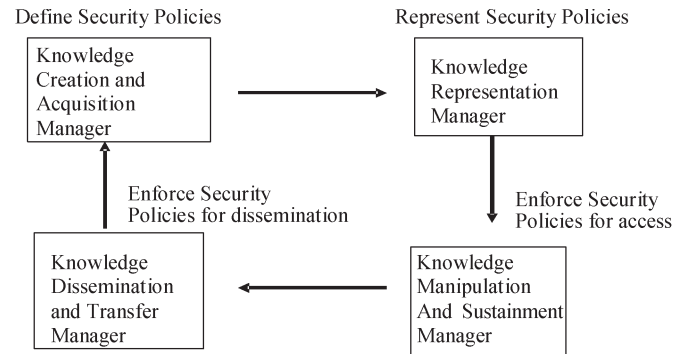 Define Security Policies
Represent Security Policies
Knowledge
Creation and
Acquisition
Manager
Knowledge
Representation
Manager
Enforce Security
Policies for dissemination
Enforce Security
Policies for access
Knowledge
Dissemination
and Transfer
Manager
Knowledge
Manipulation
And Sustainment
Manager